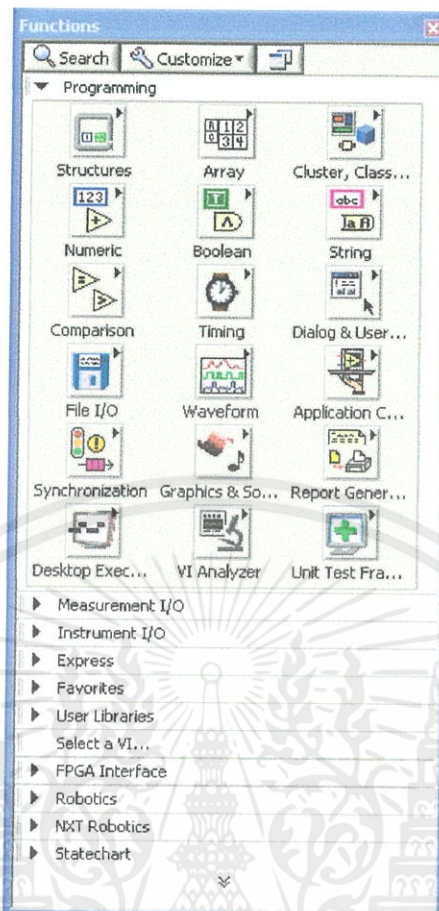 Functions
Search Customize
Programming
Structures Array Cluster, Class...
123
Numeric Boolean String
abc
Comparison Timing Dialog & User...
File I/O Waveform Application C...
Synchronization Graphics & So... Report Gener...
Desktop Exec... VI Analyzer Unit Test Fra...
Measurement I/O
Instrument I/O
Express
Favorites
User Libraries
Select a VI...
FPGA Interface
Robotics
NXT Robotics
Statechart